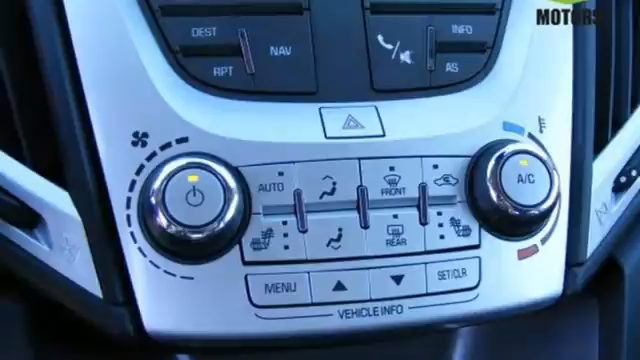 MOTORS
DEST
NAV
RPT
INFO
AS
AUTO
FRONT
A/C
REAR
MENU
SET/CLR
VEHICLE INFO